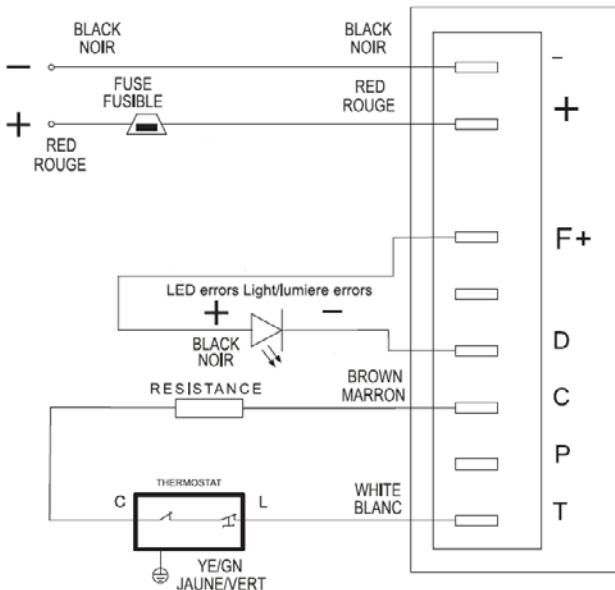 BLACK
NOIR
BLACK
NOIR
−
-
FUSE
FUSIBLE
RED
ROUGE
+
+
RED
ROUGE
F+
LED errors Light/lumiere errors
+
−
BLACK
NOIR
D
BROWN
MARRON
RESISTANCE
C
P
THERMOSTAT
C
L
WHITE
BLANC
T
YE/GN
JAUNE/VERT